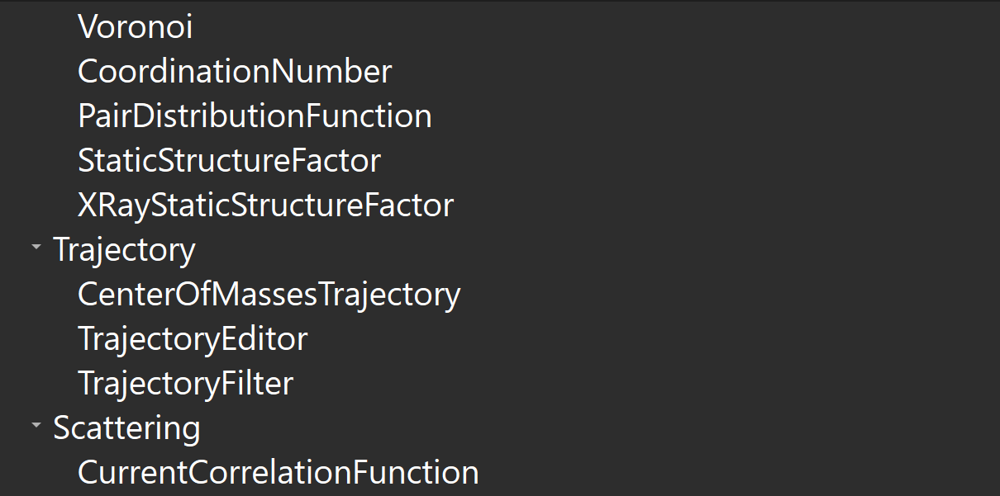 Voronoi
CoordinationNumber
PairDistributionFunction
StaticStructureFactor
XRayStaticStructureFactor
Trajectory
CenterOfMassesTrajectory
TrajectoryEditor
TrajectoryFilter
Scattering
CurrentCorrelationFunction